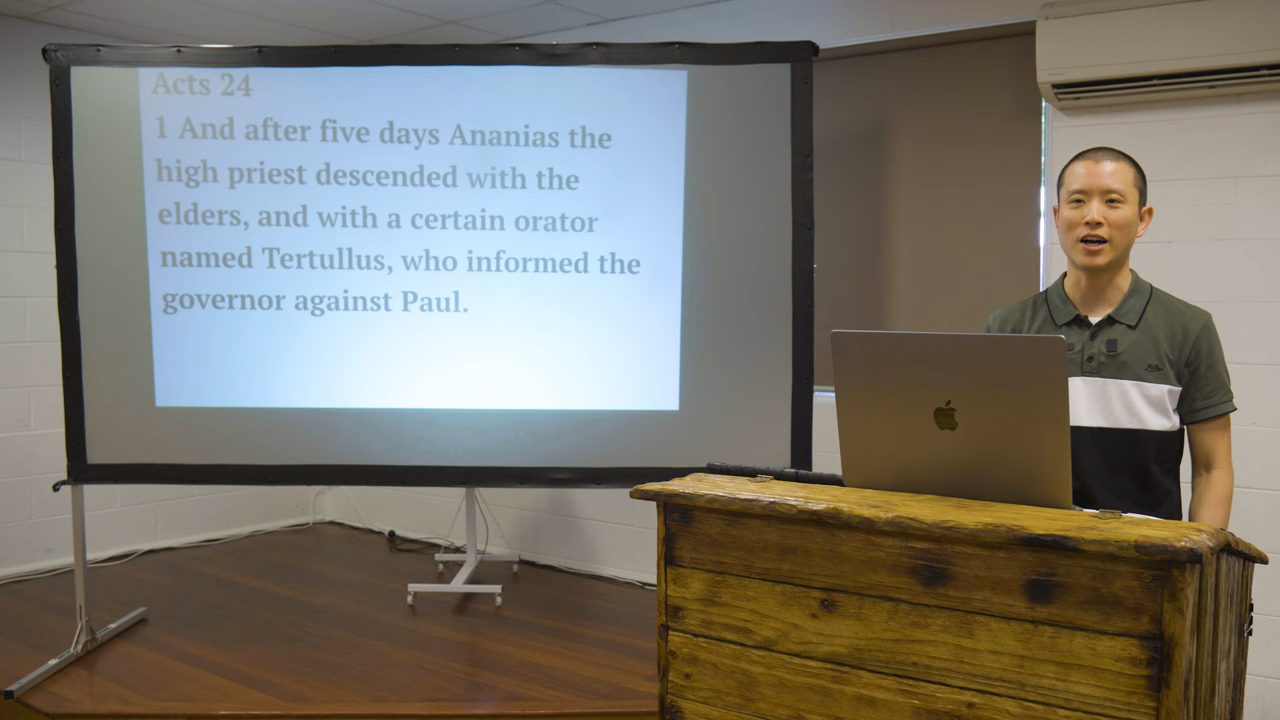 Acts 24
1 And after five days Ananias the
high priest descended with the
elders, and with a certain orator
named Tertullus, who informed the
governor against Paul.